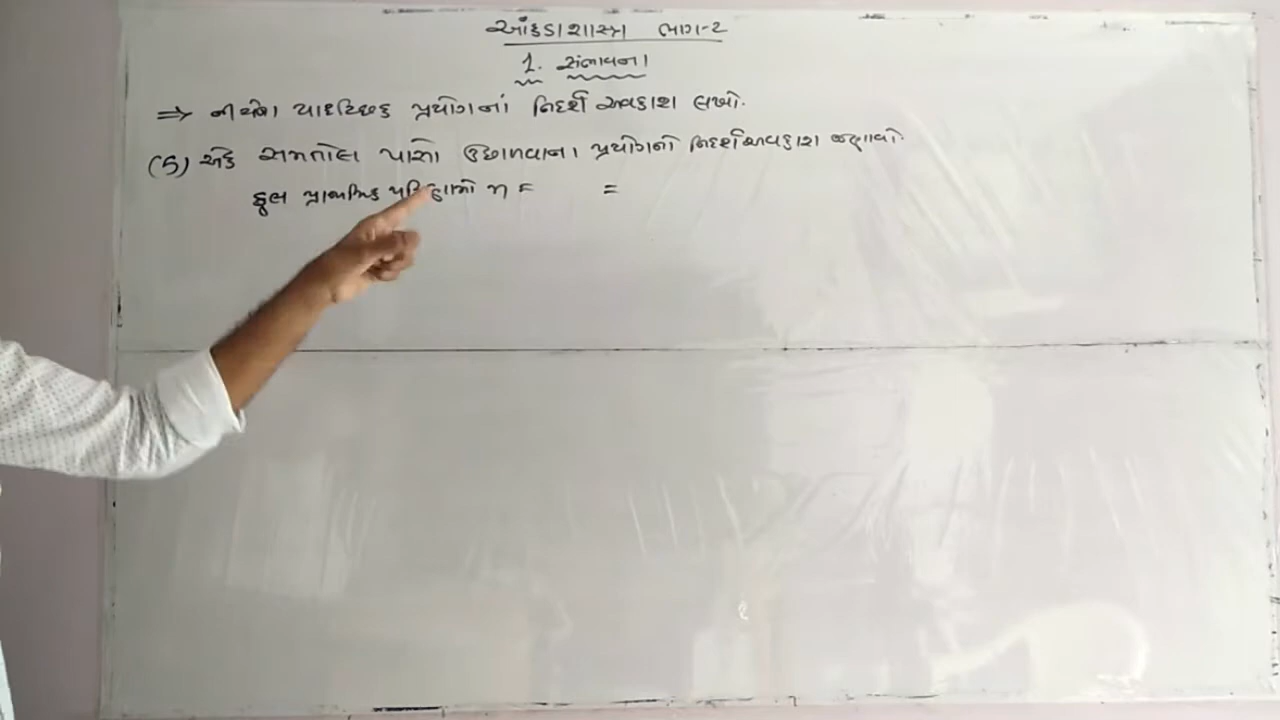 આંકડાશાસ્ત્ર ભાગ-2
1. સંભાવના
⇒ નીચેના યાદચ્છિક પ્રયોગનાં નિદર્શ અવકાશ લખો.
(5) એક સમતોલ પાસો ઉછાળવાના પ્રયોગનો નિદર્શઅવકાશ જણાવો.
કુલ પ્રાથમિક પરિણામો n = =